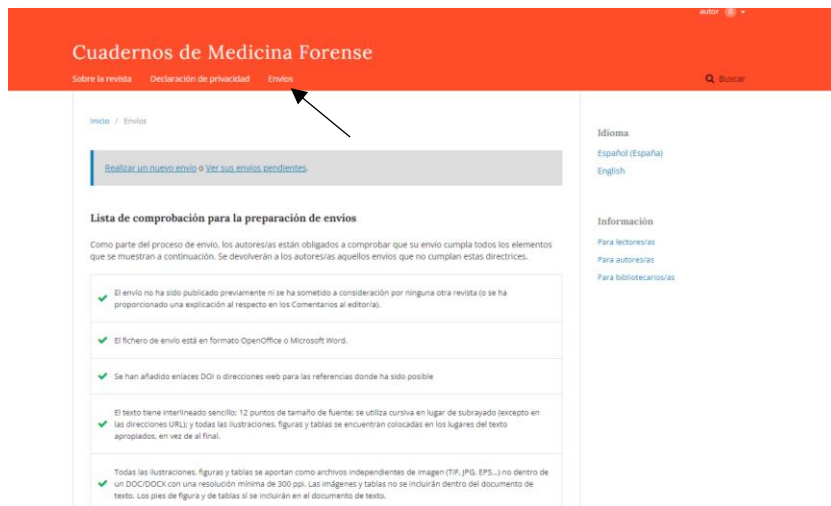 autor 0
Cuadernos de Medicina Forense
Sobre la revista Declaración de privacidad Envíos
Buscar
Inicio / Envíos
Realizar un nuevo envío o Ver sus envíos pendientes.
Lista de comprobación para la preparación de envíos
Como parte del proceso de envío, los autores/as están obligados a comprobar que su envío cumpla todos los elementos
que se muestran a continuación. Se devolverán a los autores/as aquellos envíos que no cumplan estas directrices.
El envío no ha sido publicado previamente ni se ha sometido a consideración por ninguna otra revista (o se ha
proporcionado una explicación al respecto en los Comentarios al editor/a).
El fichero de envío está en formato OpenOffice o Microsoft Word.
Se han añadido enlaces DOI o direcciones web para las referencias donde ha sido posible
El texto tiene interlineado sencillo; 12 puntos de tamaño de fuente; se utiliza cursiva en lugar de subrayado (excepto en
las direcciones URL); y todas las ilustraciones, figuras y tablas se encuentran colocadas en los lugares del texto
apropiados, en vez de al final.
Todas las ilustraciones, figuras y tablas se aportan como archivos independientes de imagen (TIF, JPG, EPS...) no dentro de
un DOC/DOCX con una resolución mínima de 300 ppi. Las imágenes y tablas no se incluirán dentro del documento de
texto. Los pies de figura y de tablas sí se incluirán en el documento de texto.
Idioma
Español (España)
English
Información
Para lectores/as
Para autores/as
Para bibliotecarios/as